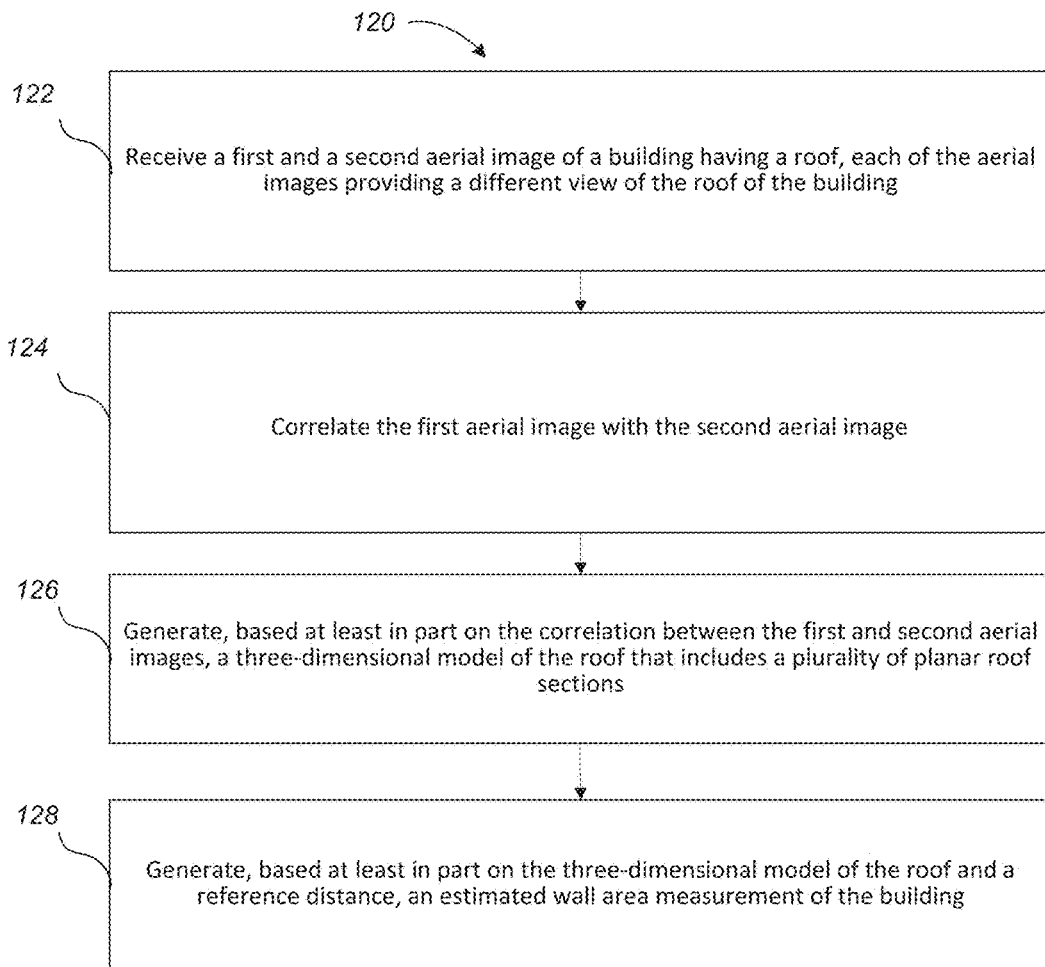 120
122
Receive a first and a second aerial image of a building having a roof, each of the aerial
images providing a different view of the roof of the building
124
Correlate the first aerial image with the second aerial image
126
Generate, based at least in part on the correlation between the first and second aerial
images, a three-dimensional model of the roof that includes a plurality of planar roof
sections
128
Generate, based at least in part on the three-dimensional model of the roof and a
reference distance, an estimated wall area measurement of the building